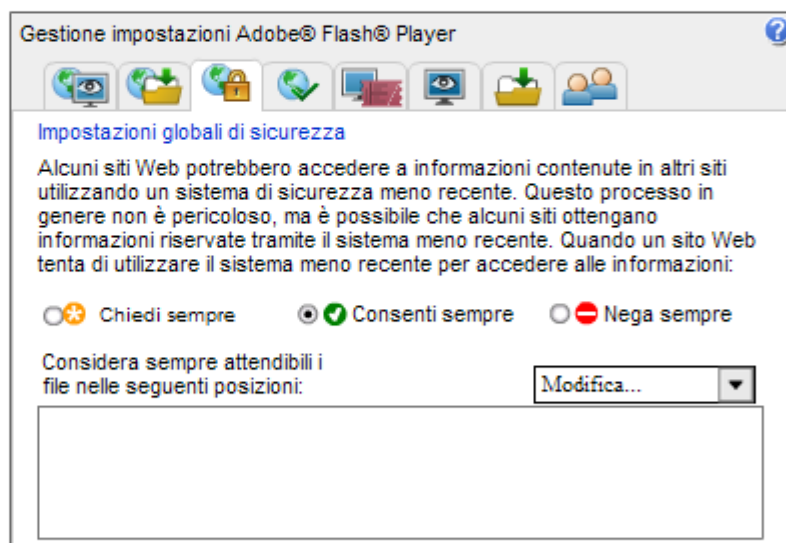 Gestione impostazioni Adobe® Flash® Player
?
Impostazioni globali di sicurezza
Alcuni siti Web potrebbero accedere a informazioni contenute in altri siti
utilizzando un sistema di sicurezza meno recente. Questo processo in
genere non è pericoloso, ma è possibile che alcuni siti ottengano
informazioni riservate tramite il sistema meno recente. Quando un sito Web
tenta di utilizzare il sistema meno recente per accedere alle informazioni:
Chiedi sempre Consenti sempre Nega sempre
Considera sempre attendibili i
file nelle seguenti posizioni:
Modifica...